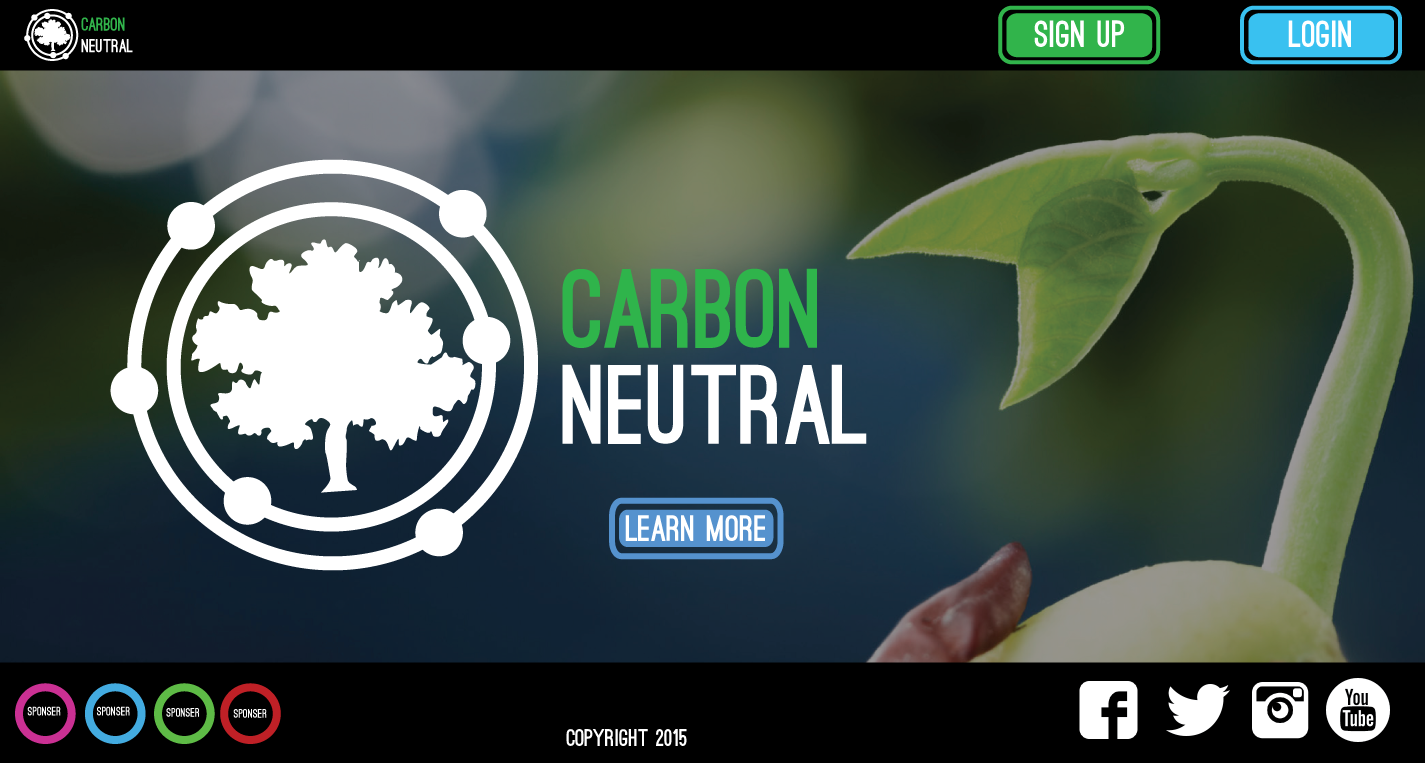 CARBON
NEUTRAL
SIGN UP
LOGIN
CARBON
NEUTRAL
LEARN MORE
SPONSER
SPONSER
SPONSER
SPONSER
COPYRIGHT 2015
You
Tube